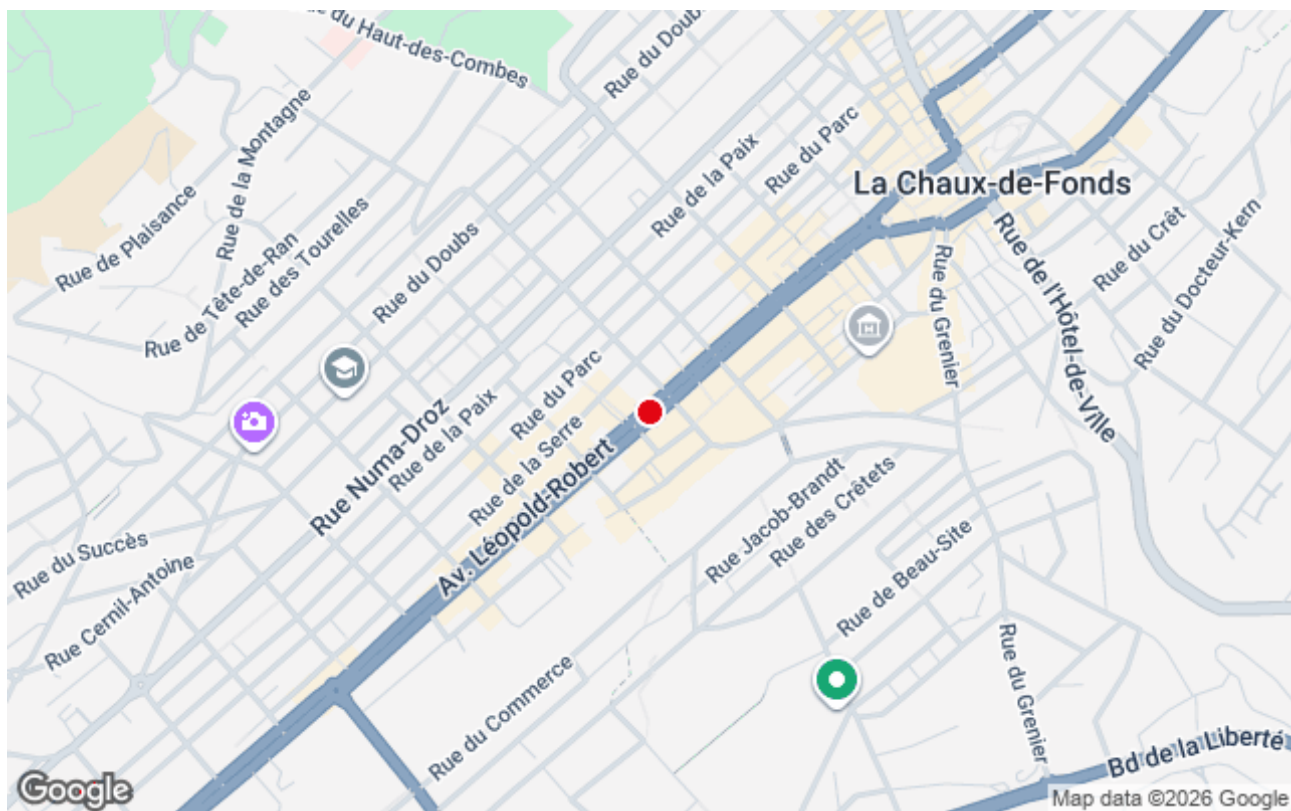 Rue du Haut-des-Combes
Rue du Doubs
Rue de la Montagne
Rue de la Paix
Rue du Parc
La Chaux-de-Fonds
Rue de Plaisance
Rue de Tête-de-Ran
Rue des Tourelles
Rue du Doubs
Rue du Grenier
Rue de l'Hôtel-de-Ville
Rue du Crêt
Rue du Docteur-Kern
Rue Numa-Droz
Rue de la Paix
Rue du Parc
Rue de la Serre
Av. Léopold-Robert
Rue Jacob-Brandt
Rue des Crêtets
Rue de Beau-Site
Rue du Succès
Rue Cernil-Antoine
Rue du Commerce
Rue du Grenier
Bd de la Liberté
Google
Map data ©2026 Google